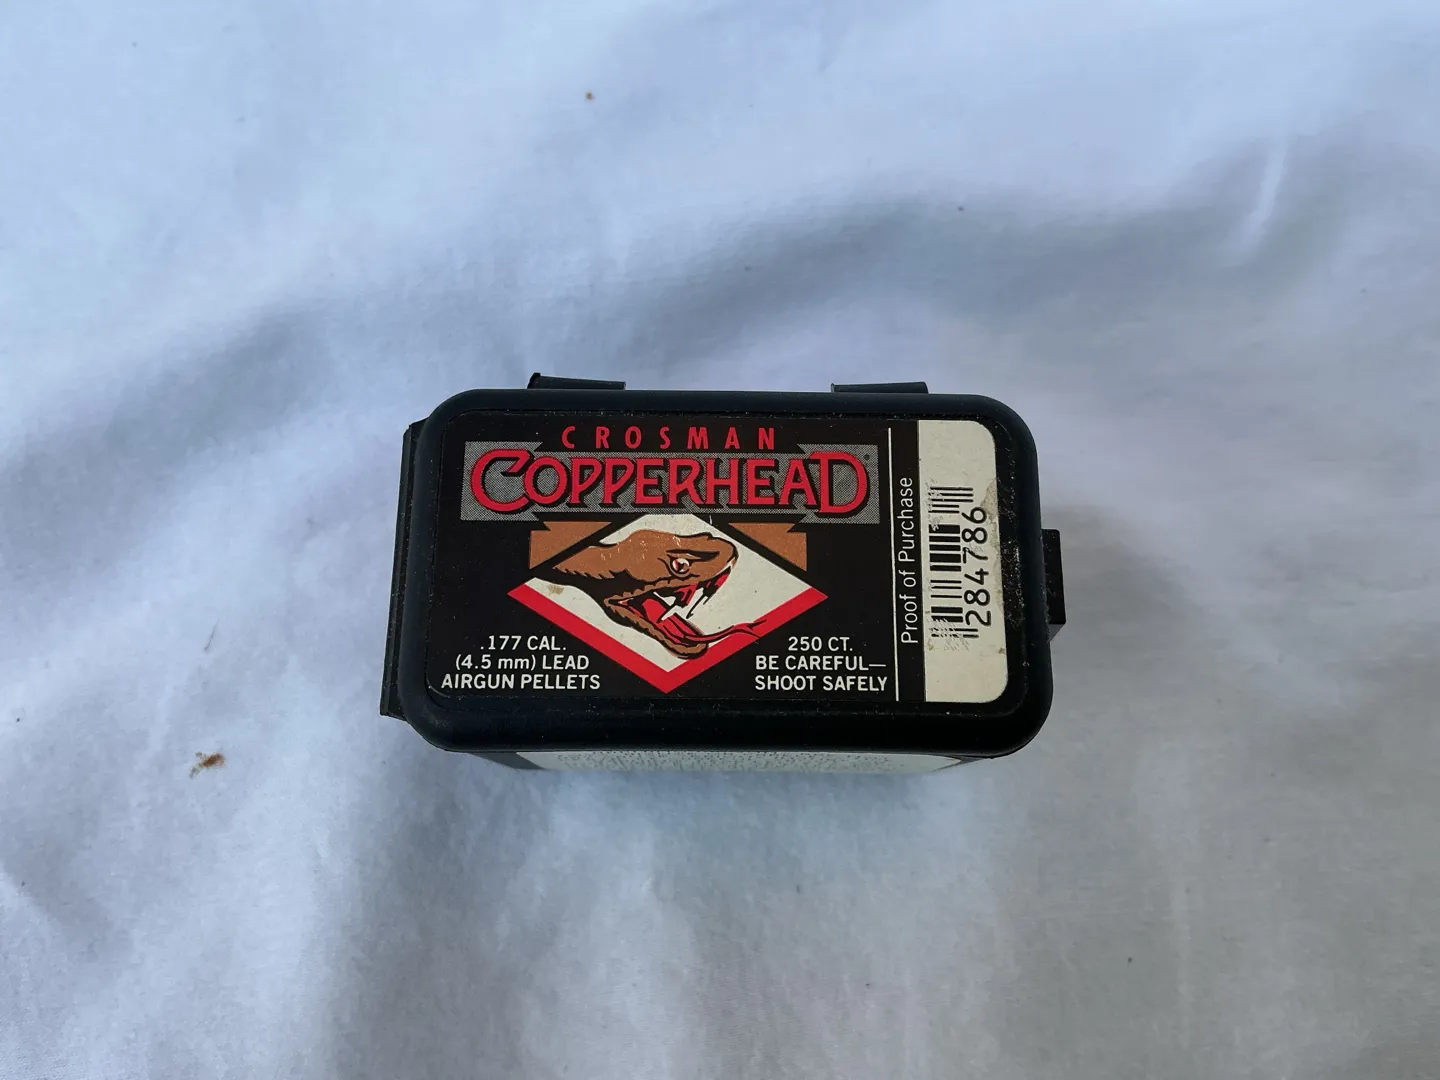 CROSMAN
COPPERHEAD
.177 CAL.
(4.5 mm) LEAD
AIRGUN PELLETS
250 CT.
BE CAREFUL—
SHOOT SAFELY
Proof of Purchase
284786